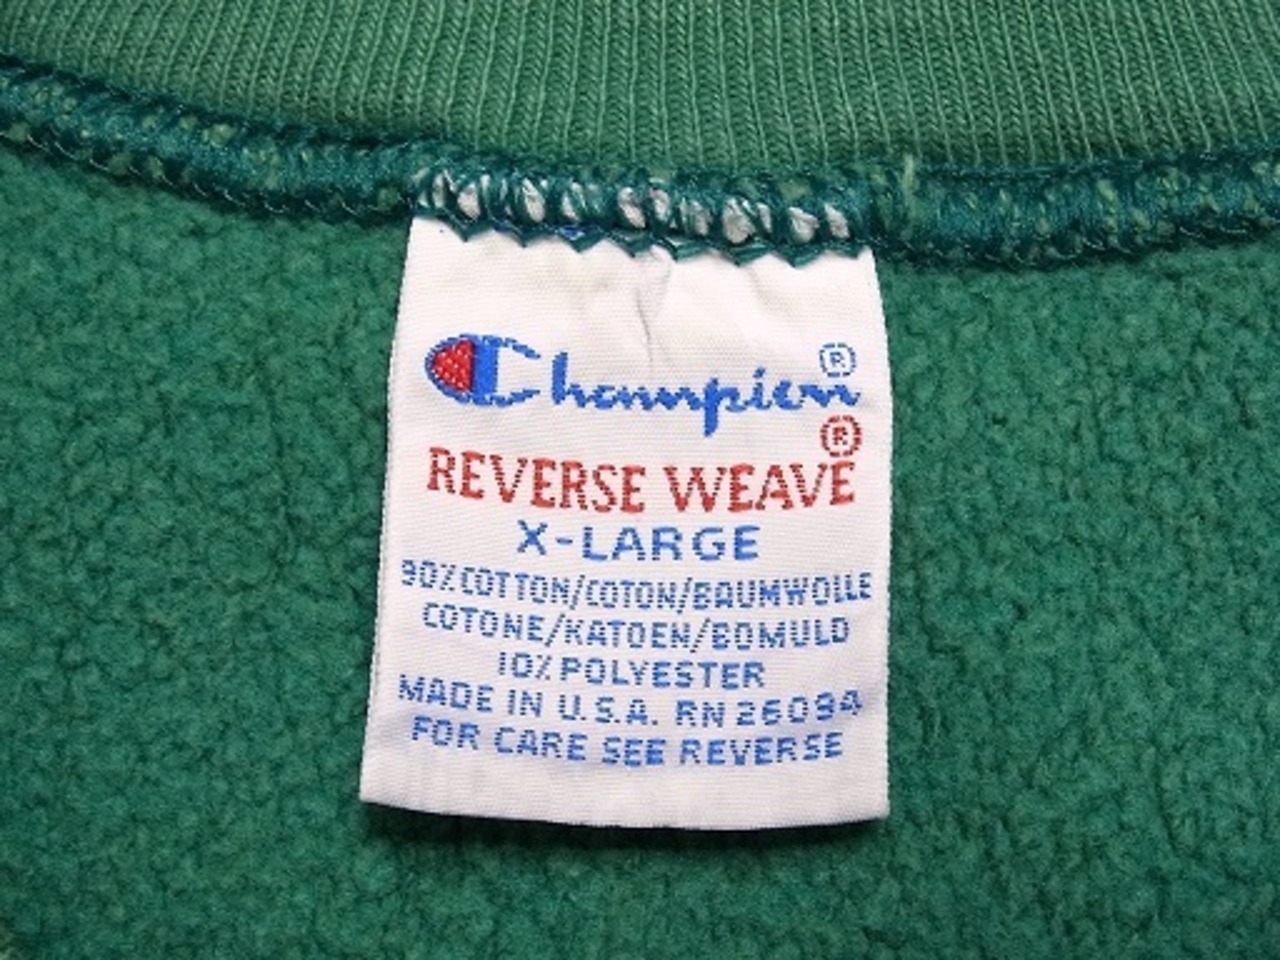 Champion®
REVERSE WEAVE®
X-LARGE
90% COTTON/COTON/BAUMWOLLE
COTONE/KATOEN/BOMULD
10% POLYESTER
MADE IN U.S.A. RN 26094
FOR CARE SEE REVERSE